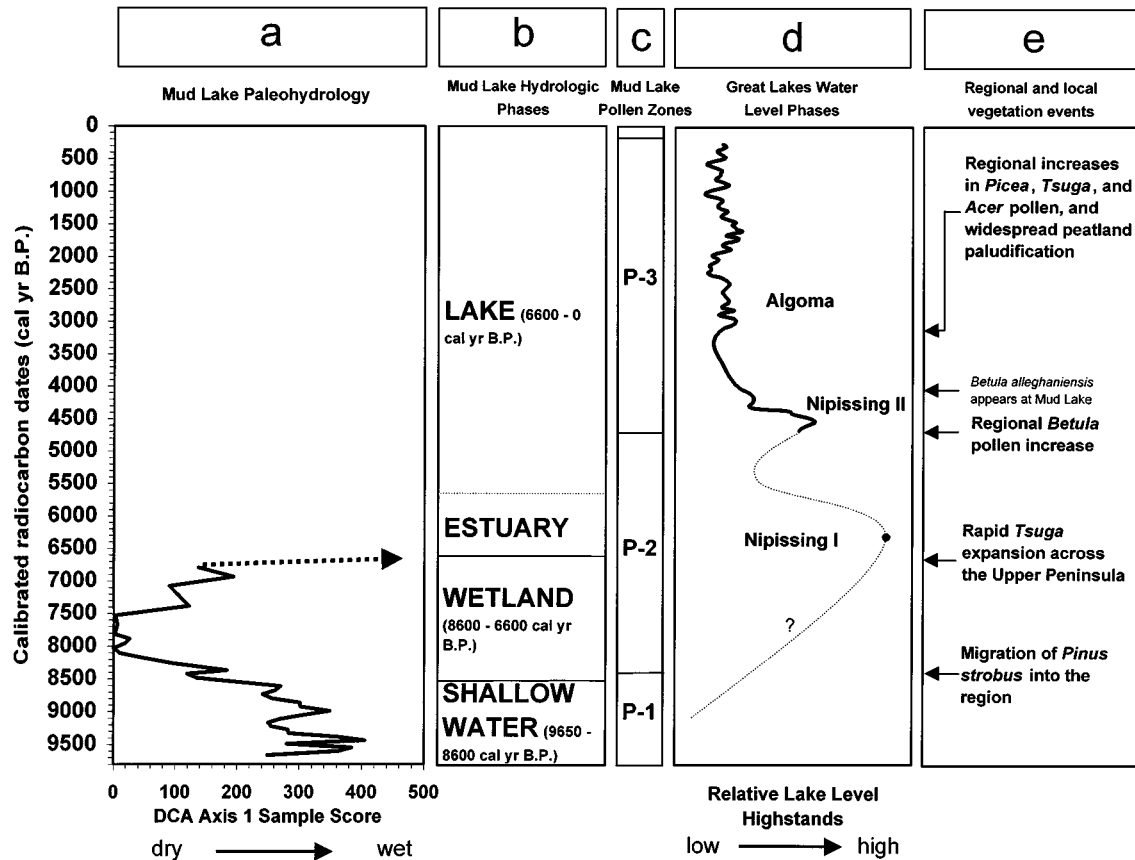 a
b
c
d
e
Mud Lake Paleohydrology
Mud Lake Hydrologic
Phases
Mud Lake
Pollen Zones
Great Lakes Water
Level Phases
Regional and local
vegetation events
Calibrated radiocarbon dates (cal yr B.P.)
0
500
1000
1500
2000
2500
3000
3500
4000
4500
5000
5500
6000
6500
7000
7500
8000
8500
9000
9500
0 100 200 300 400 500
DCA Axis 1 Sample Score
dry wet
LAKE (6600 - 0
cal yr B.P.)
ESTUARY
WETLAND
(8600 - 6600 cal yr
B.P.)
SHALLOW
WATER (9650 -
8600 cal yr B.P.)
P-3
P-2
P-1
Algoma
Nipissing II
Nipissing I
?
Relative Lake Level
Highstands
low high
Regional increases
in Picea, Tsuga, and
Acer pollen, and
widespread peatland
paludification
Betula alleghaniensis
appears at Mud Lake
Regional Betula
pollen increase
Rapid Tsuga
expansion across
the Upper Peninsula
Migration of Pinus
strobus into the
region